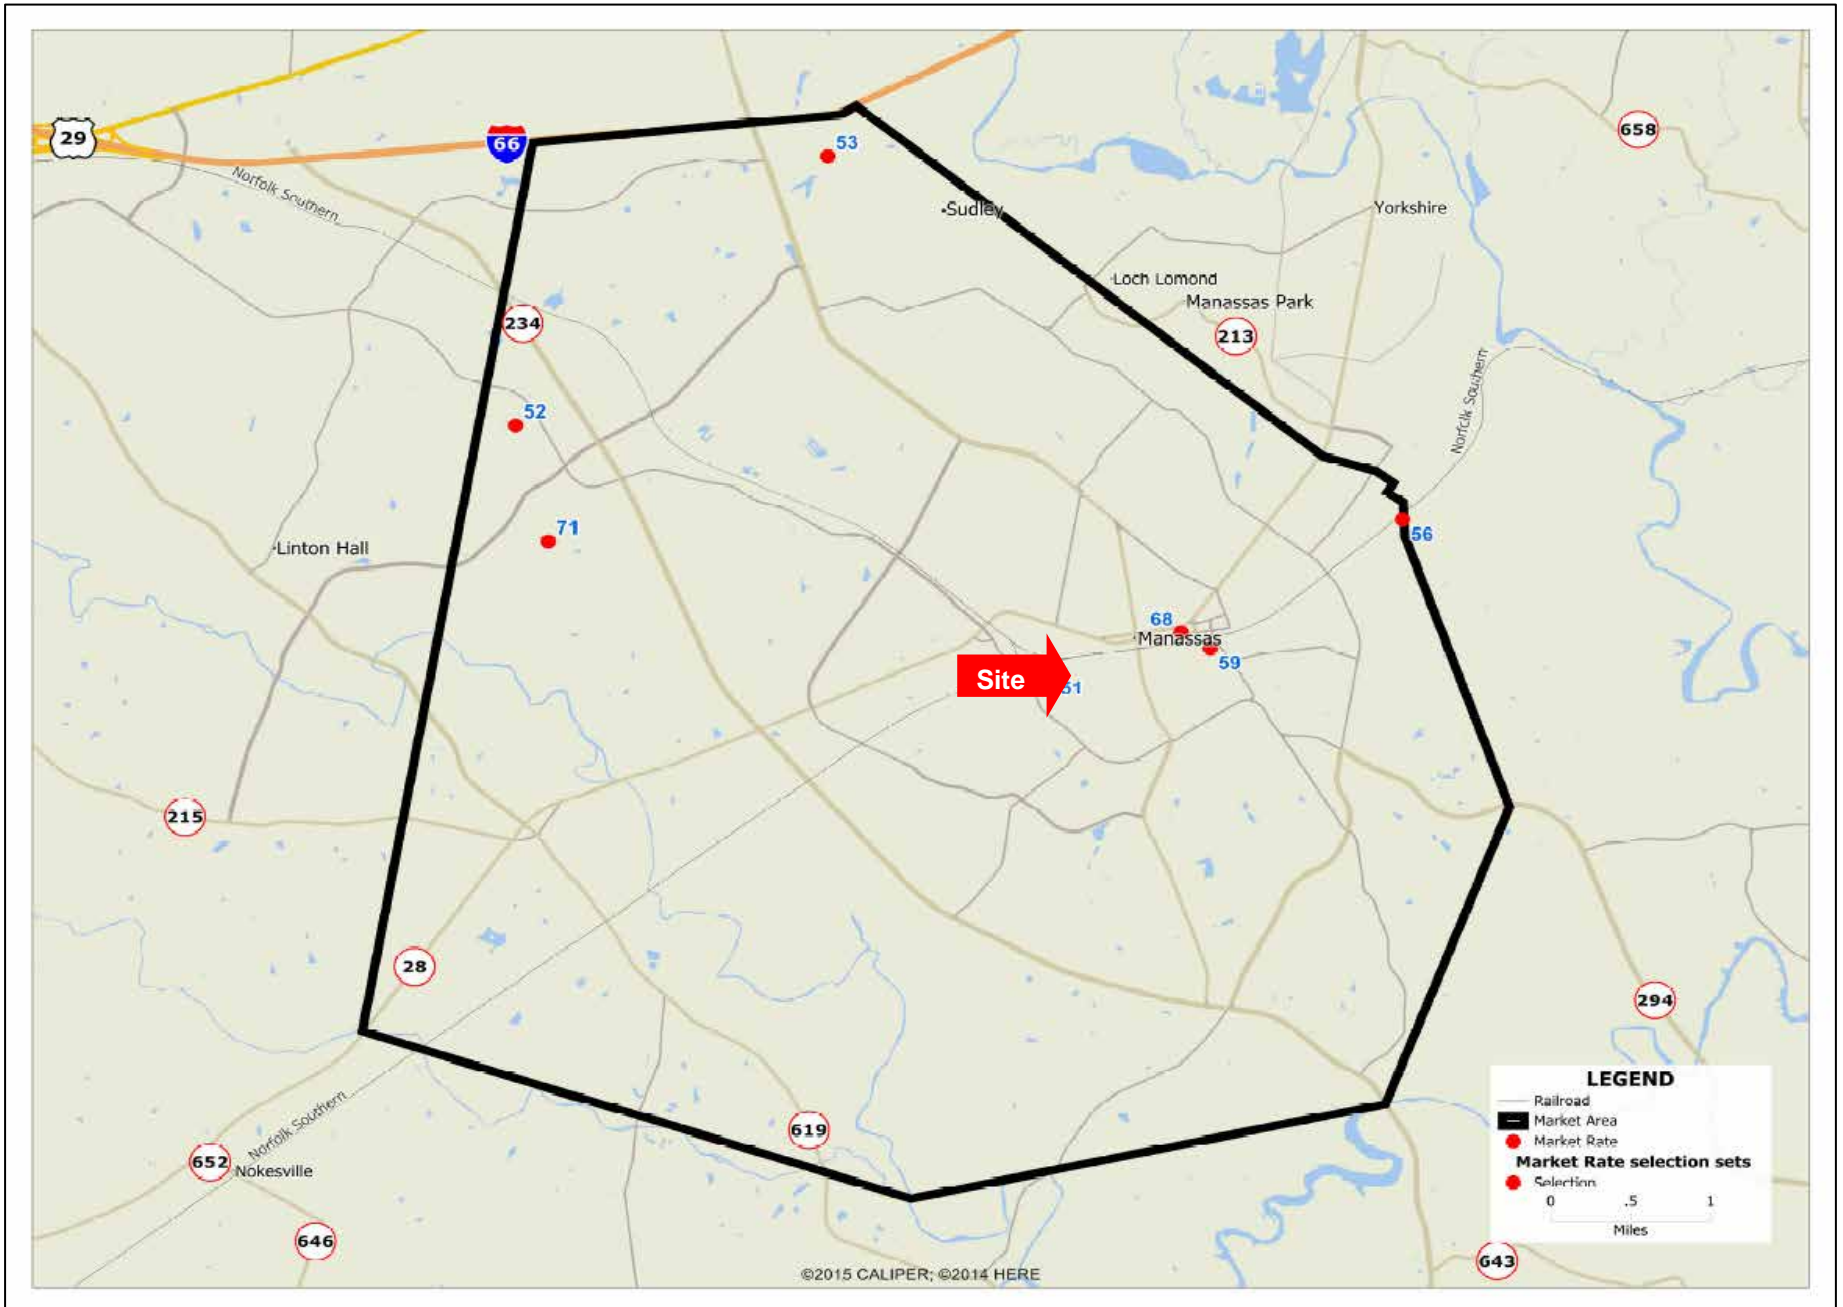 29
66
53
658
Norfolk Southern
Sudley
Yorkshire
Loch Lomond
Manassas Park
234
213
Norfolk Southern
52
71
56
Linton Hall
68
Manassas
59
Site
51
215
28
294
LEGEND
Railroad
Market Area
Market Rate
Market Rate selection sets
Selection
0 .5 1
Miles
619
Norfolk Southern
652
Nokesville
646
643
©2015 CALIPER; ©2014 HERE